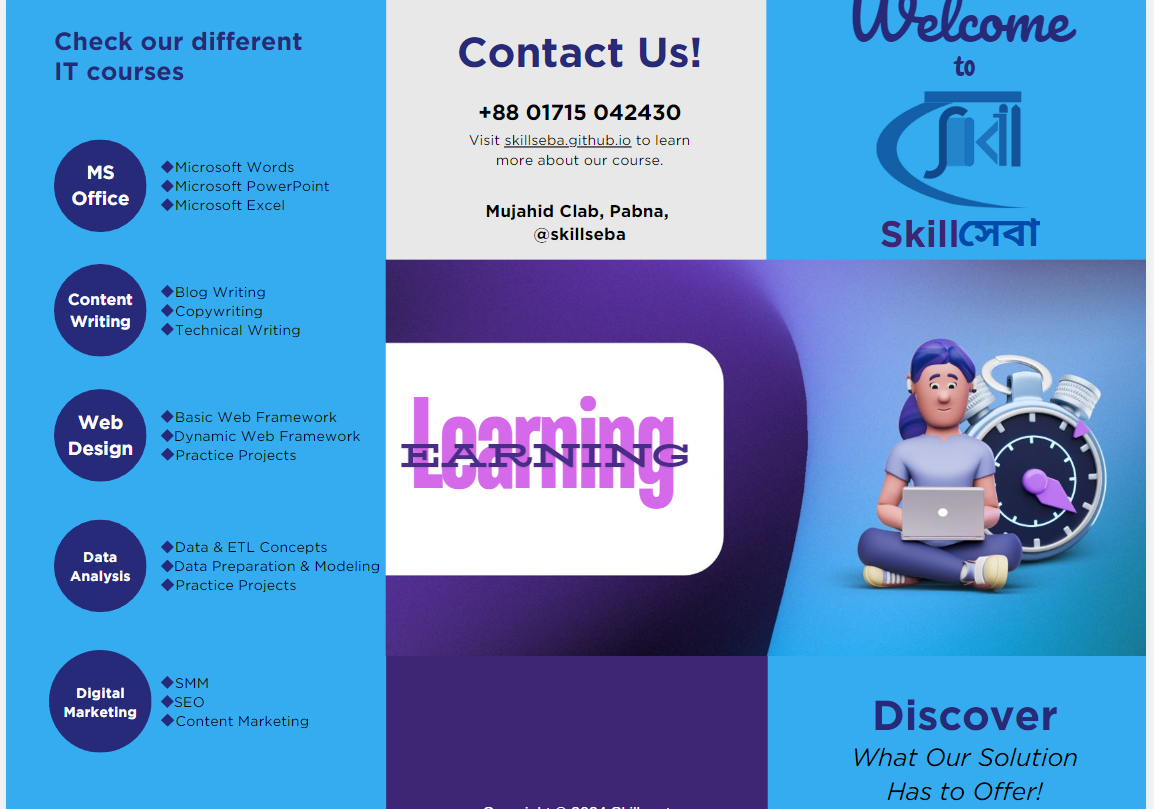 Check our different
IT courses
MS
Office
◆Microsoft Words
◆Microsoft PowerPoint
◆Microsoft Excel
Content
Writing
◆Blog Writing
◆Copywriting
◆Technical Writing
Web
Design
◆Basic Web Framework
◆Dynamic Web Framework
◆Practice Projects
Data
Analysis
◆Data & ETL Concepts
◆Data Preparation & Modeling
◆Practice Projects
Digital
Marketing
◆SMM
◆SEO
◆Content Marketing
Contact Us!
+88 01715 042430
Visit skillseba.github.io to learn
more about our course.
Mujahid Clab, Pabna,
@skillseba
Learning
EARNING
Welcome
to
Skill
Skillসেবা
Discover
What Our Solution
Has to Offer!